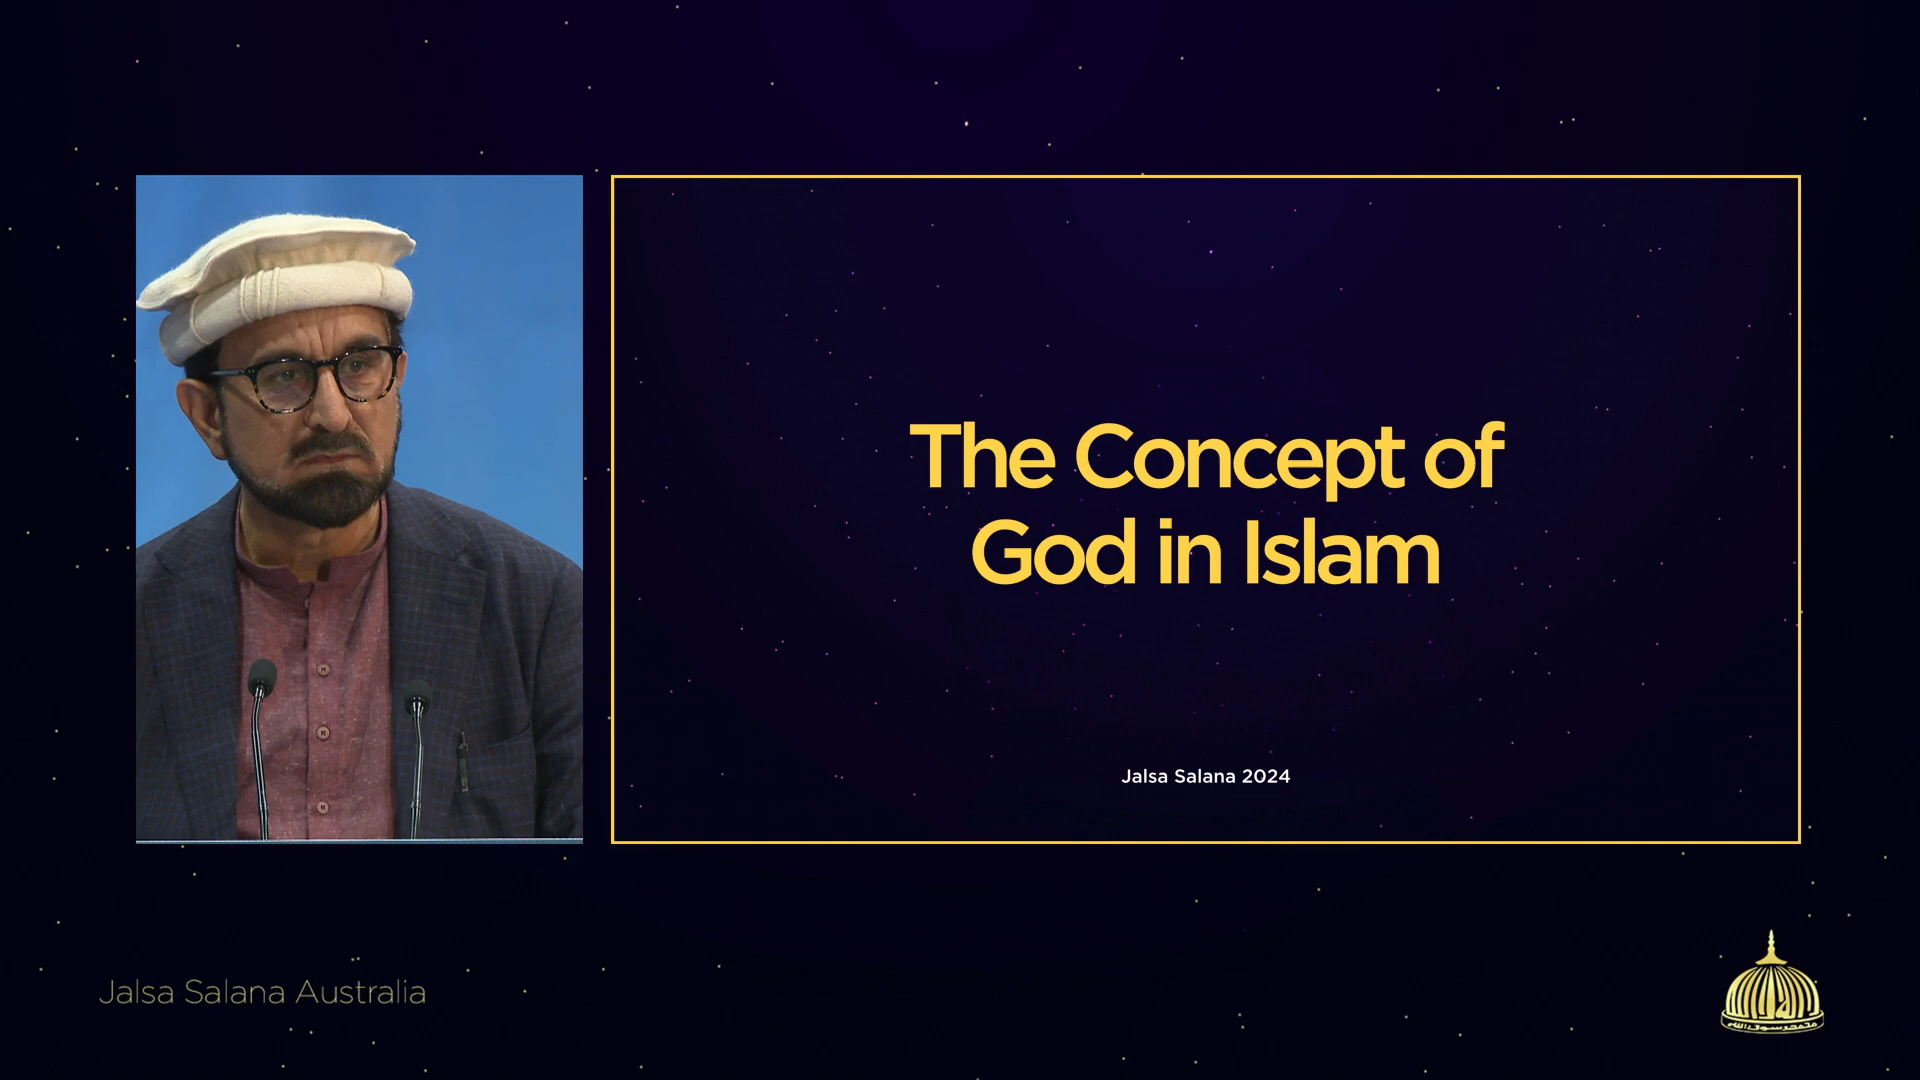 The Concept of
God in Islam
Jalsa Salana 2024
Jalsa Salana Australia